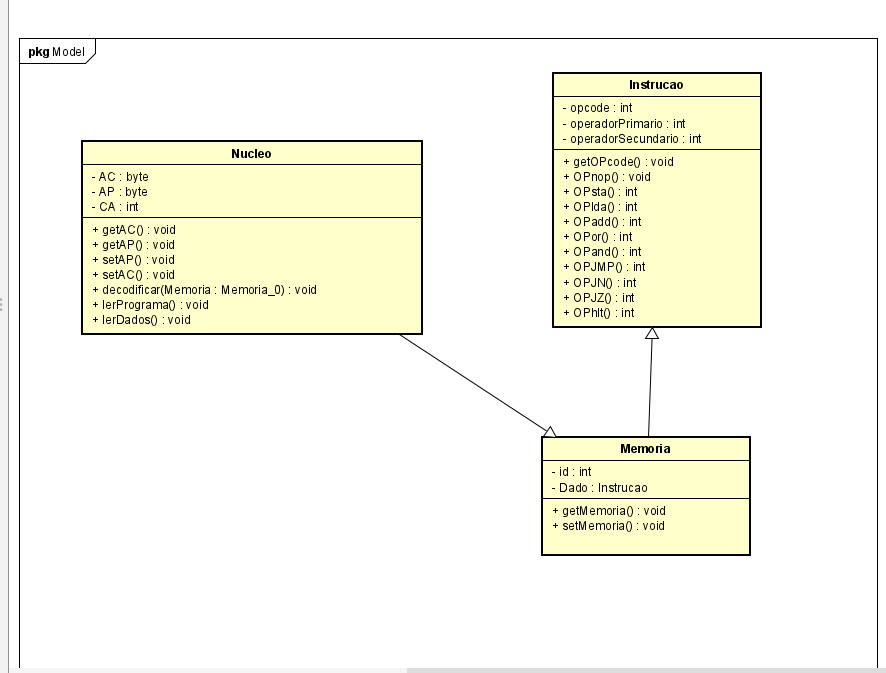 pkg Model
Nucleo
- AC : byte
- AP : byte
- CA : int
+ getAC() : void
+ getAP() : void
+ setAP() : void
+ setAC() : void
+ decodificar(Memoria : Memoria_0) : void
+ lerPrograma() : void
+ lerDados() : void
Instrucao
- opcode : int
- operadorPrimario : int
- operadorSecundario : int
+ getOPcode() : void
+ OPnop() : void
+ OPsta() : int
+ OPlda() : int
+ OPadd() : int
+ OPor() : int
+ OPand() : int
+ OPJMP() : int
+ OPJN() : int
+ OPJZ() : int
+ OPhlt() : int
Memoria
- id : int
- Dado : Instrucao
+ getMemoria() : void
+ setMemoria() : void